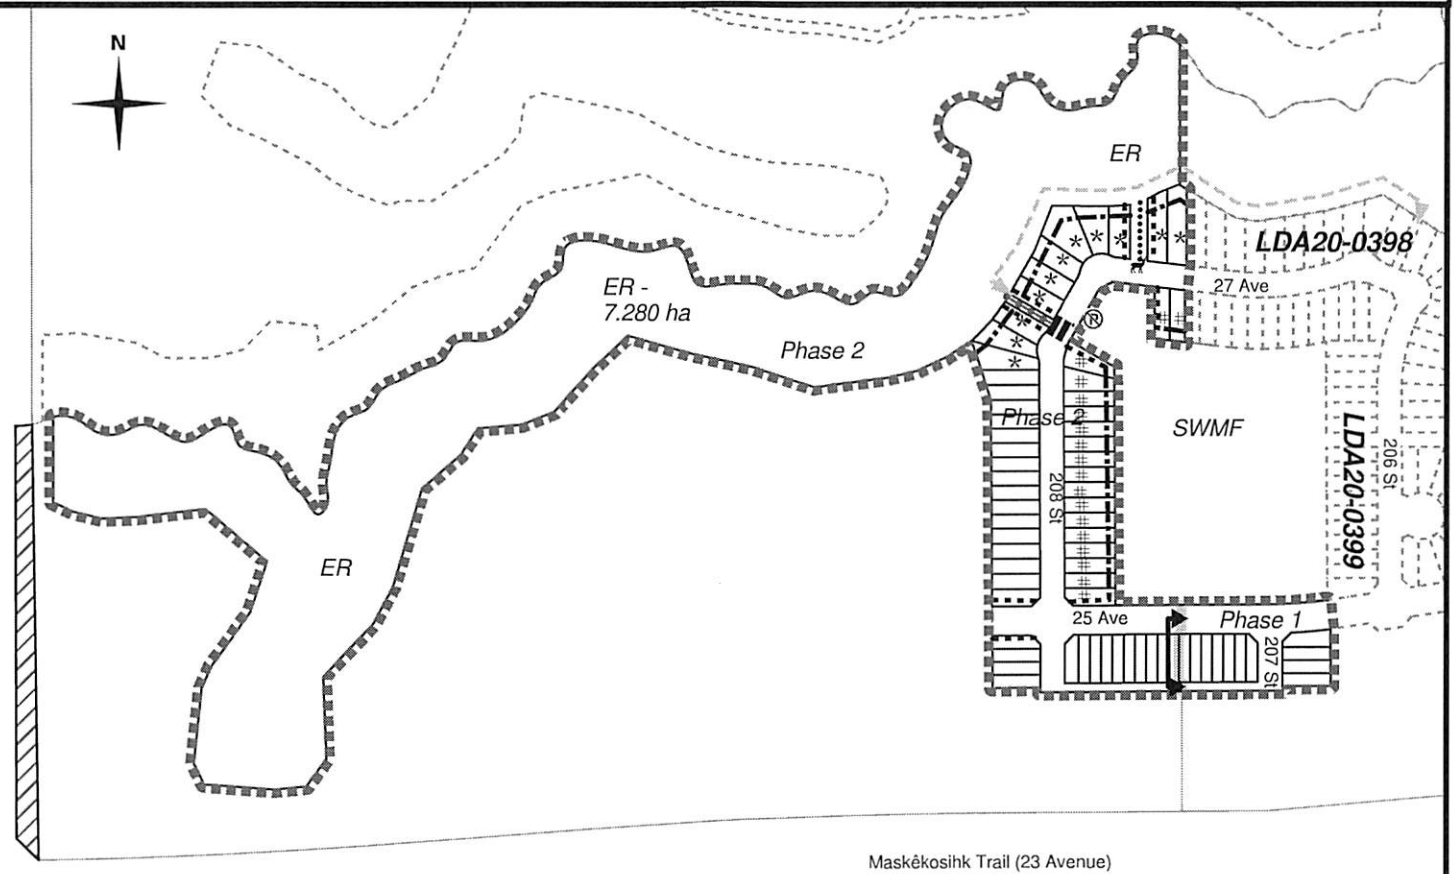 N
ER
LDA20-0398
27 Ave
ER -
7.280 ha
Phase 2
®
Phase 2
SWMF
LDA20-0399
206 St
208 St
ER
25 Ave
Phase 1
207 St
Maskêkosihk Trail (23 Avenue)